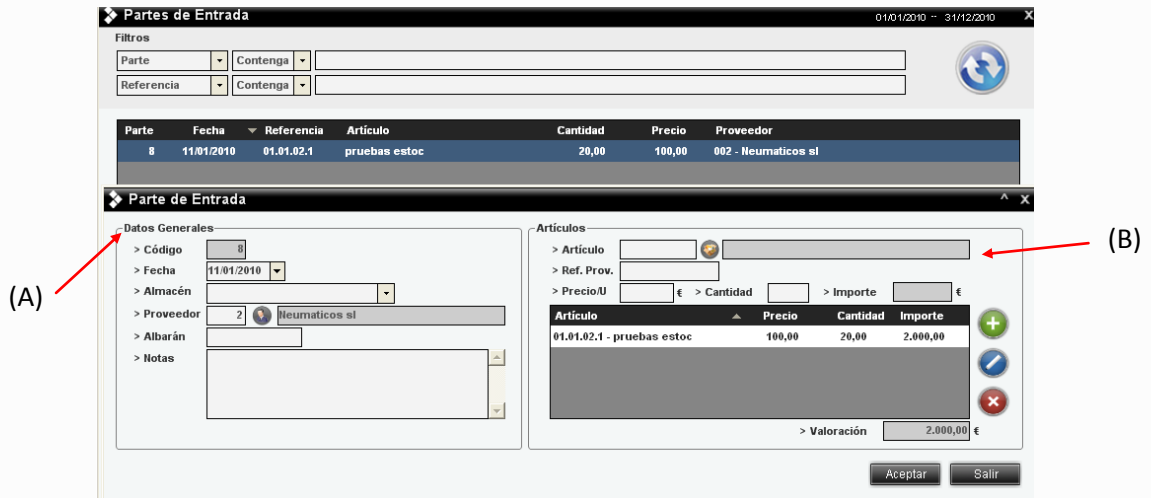 Partes de Entrada 01/01/2010 -- 31/12/2010 X
Filtros
Parte Contenga
Referencia Contenga
Parte Fecha Referencia Artículo Cantidad Precio Proveedor
8 11/01/2010 01.01.02.1 pruebas estoc 20,00 100,00 002 - Neumaticos sl
Parte de Entrada ^ X
Datos Generales
> Código 8
> Fecha 11/01/2010
> Almacén
> Proveedor 2 Neumaticos sl
> Albarán
> Notas
(A)
Artículos
> Artículo
> Ref. Prov.
> Precio/U € > Cantidad > Importe €
Artículo Precio Cantidad Importe
01.01.02.1 - pruebas estoc 100,00 20,00 2.000,00
> Valoración 2.000,00 €
(B)
Aceptar Salir